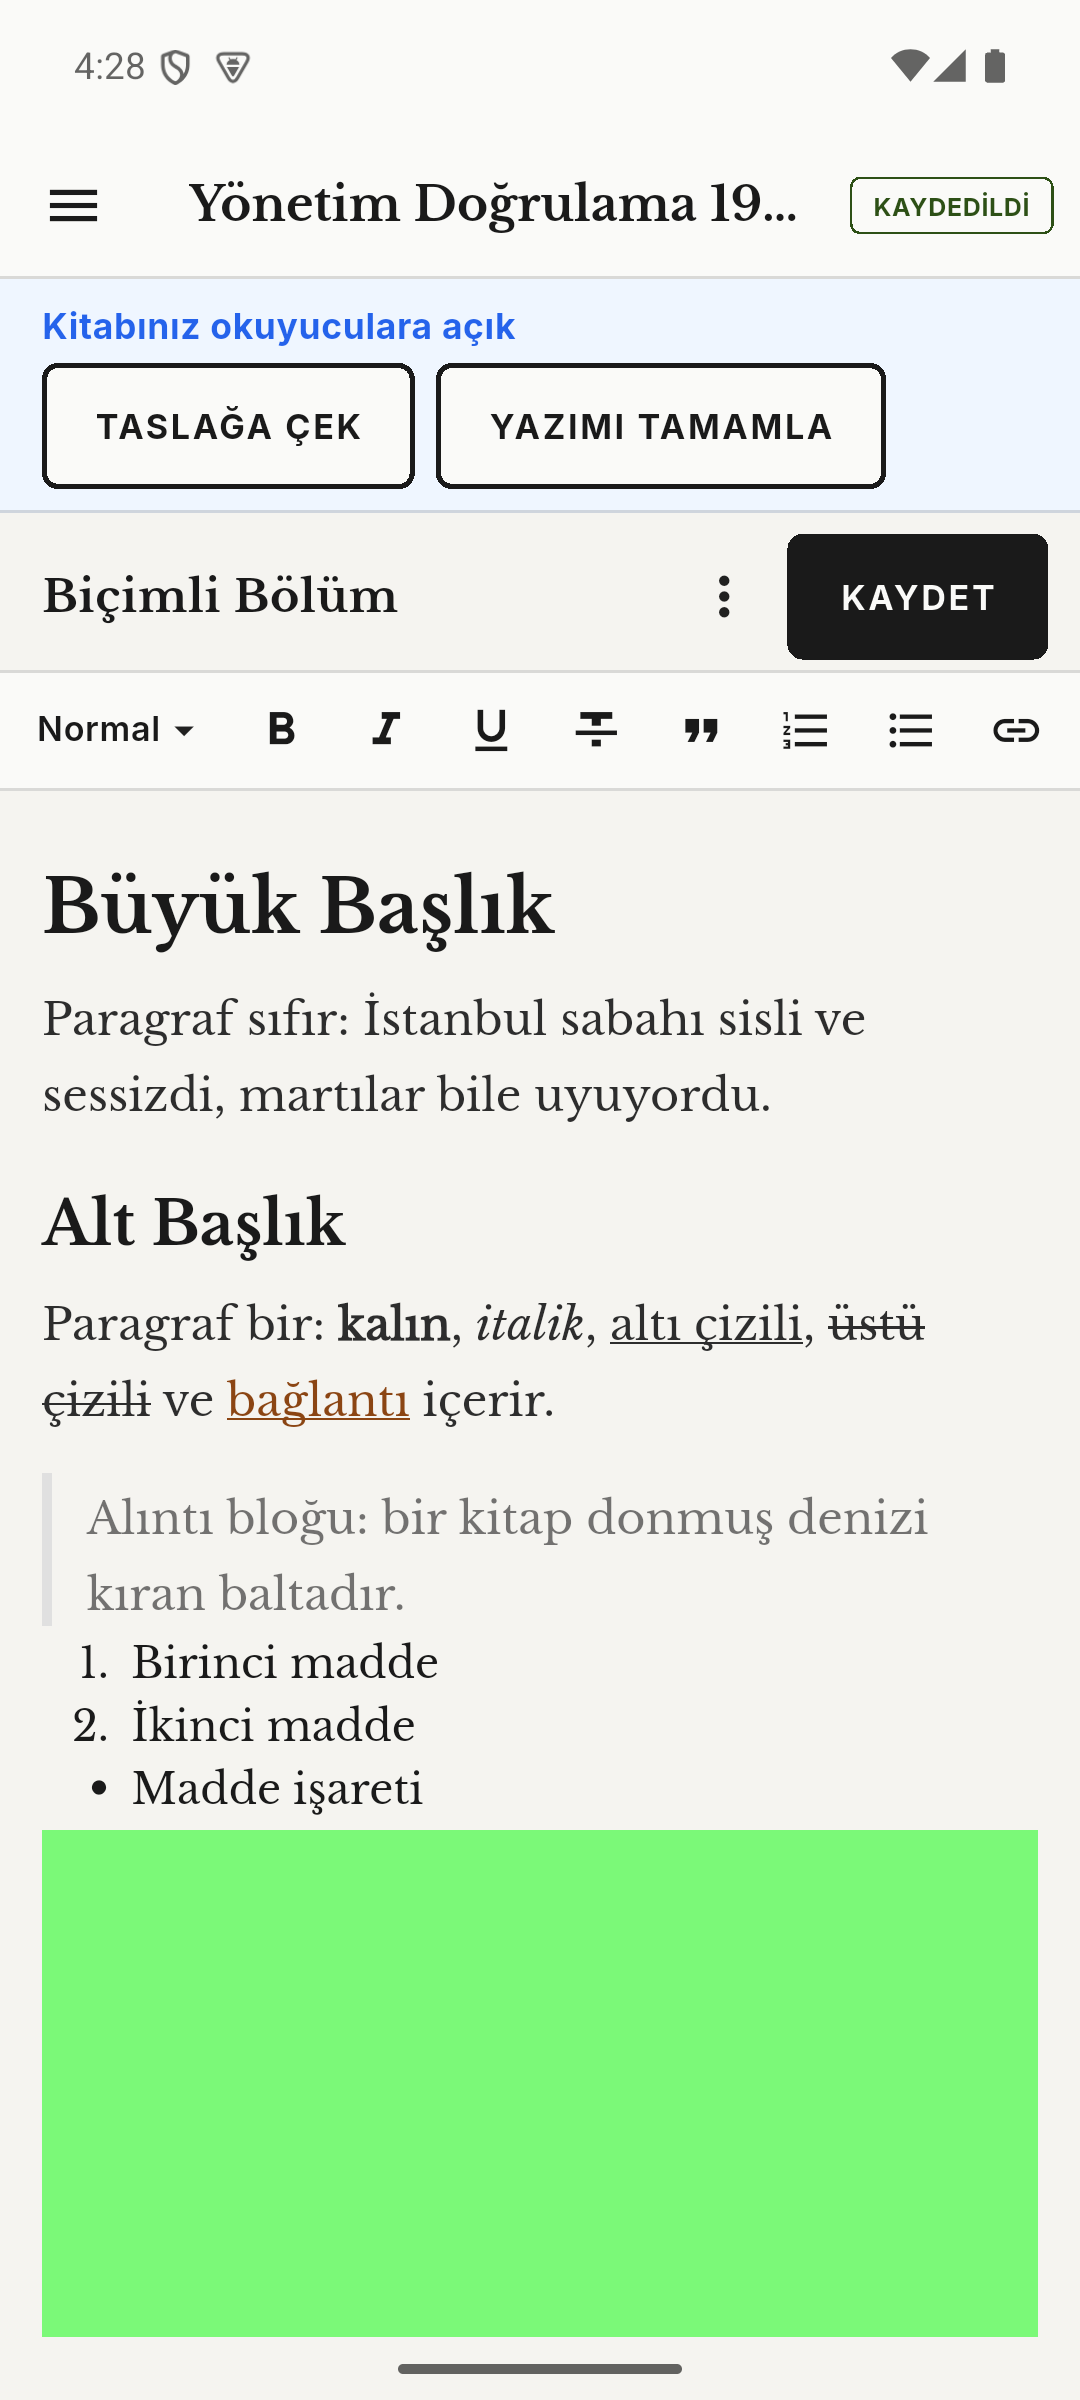 4:28
Yönetim Doğrulama 19...
KAYDEDİLDİ
Kitabınız okuyuculara açık
TASLAĞA ÇEK
YAZIMI TAMAMLA
Biçimli Bölüm
KAYDET
Normal
Büyük Başlık
Paragraf sıfır: İstanbul sabahı sisli ve
sessizdi, martılar bile uyuyordu.
Alt Başlık
Paragraf bir: kalın, italik, altı çizili, üstü
çizili ve bağlantı içerir.
Alıntı bloğu: bir kitap donmuş denizi
kıran baltadır.
1. Birinci madde
2. İkinci madde
• Madde işareti